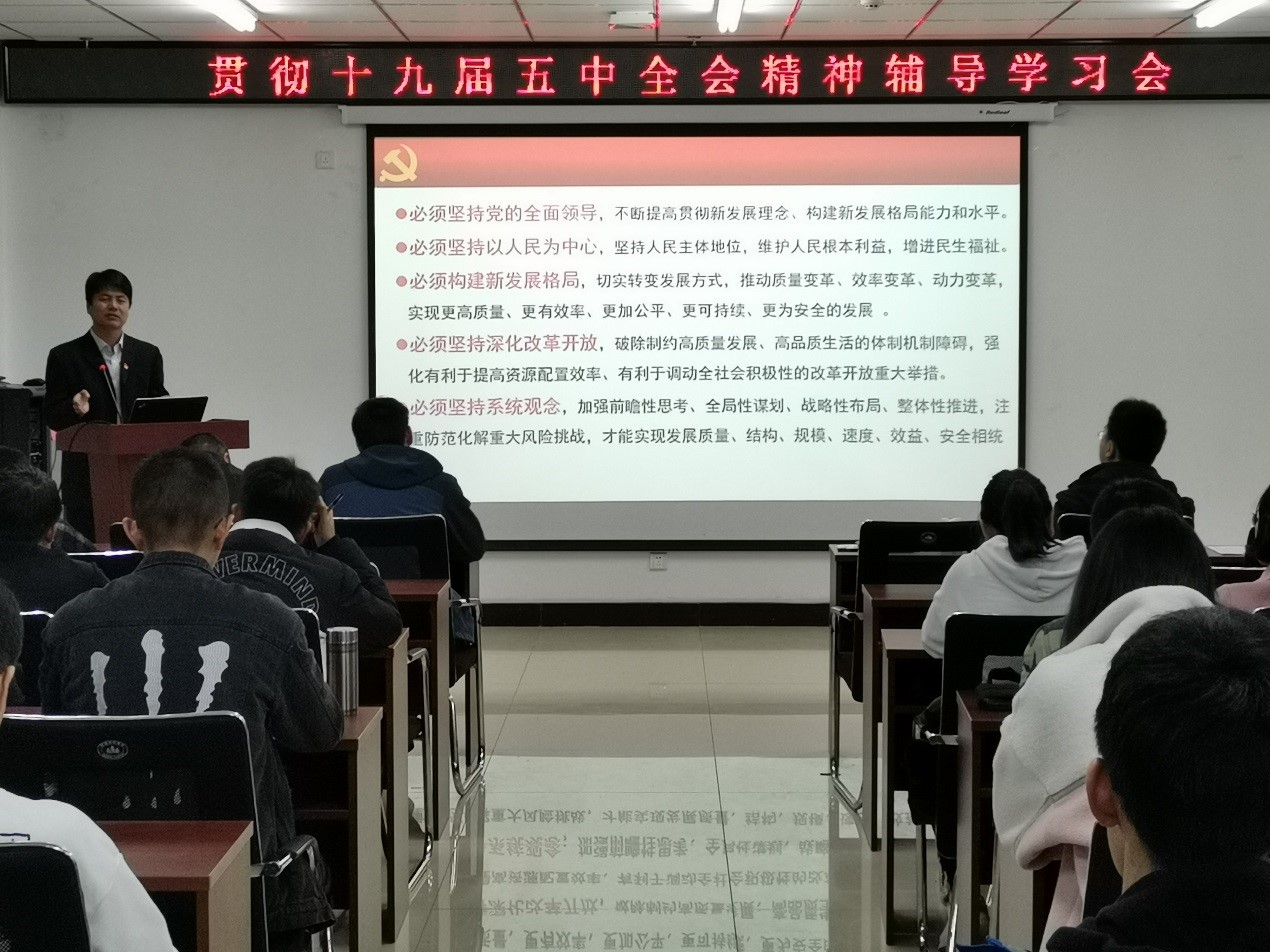 贯彻十九届五中全会精神辅导学习会
必须坚持党的全面领导，不断提高贯彻新发展理念、构建新发展格局能力和水平。
必须坚持以人民为中心，坚持人民主体地位，维护人民根本利益，增进民生福祉。
必须构建新发展格局，切实转变发展方式，推动质量变革、效率变革、动力变革，
实现更高质量、更有效率、更加公平、更可持续、更为安全的发展 。
必须坚持深化改革开放，破除制约高质量发展、高品质生活的体制机制障碍，强
化有利于提高资源配置效率、有利于调动全社会积极性的改革开放重大举措。
必须坚持系统观念，加强前瞻性思考、全局性谋划、战略性布局、整体性推进，注
重防范化解重大风险挑战，才能实现发展质量、结构、规模、速度、效益、安全相统
VERMIND